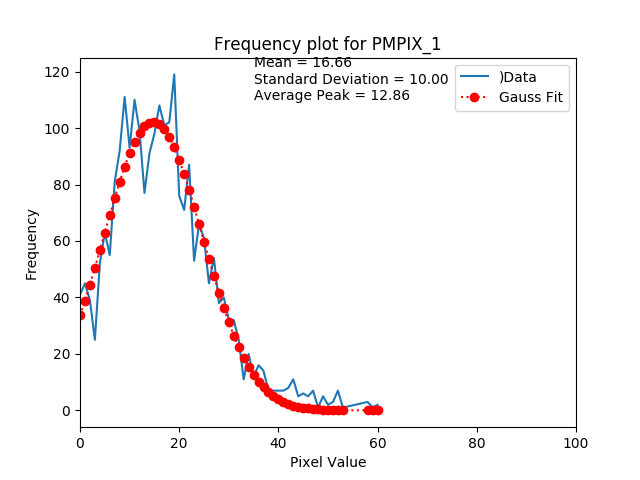 Frequency plot for PMPIX_1
Mean = 16.66
Standard Deviation = 10.00
Average Peak = 12.86
)Data
Gauss Fit
Frequency
120
100
80
60
40
20
0
0 20 40 60 80 100
Pixel Value